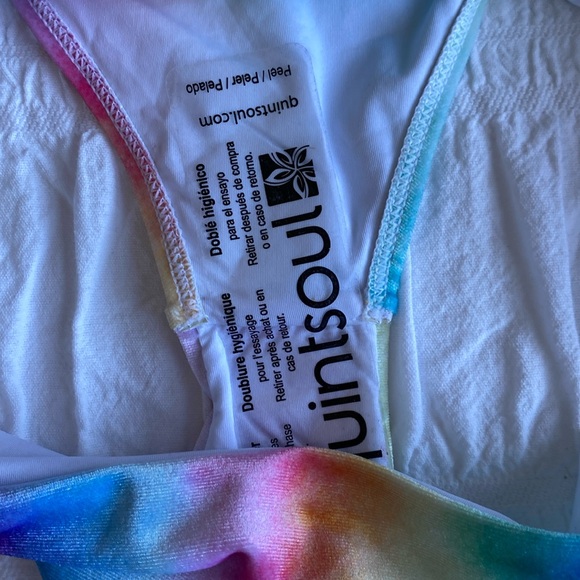 Peel / Peler / Pelado
quintsoul.com
Doblé higiénico
para el ensayo
Retirar después de compra
o en caso de retorno.
quintsoul
Doublure hygiénique
pour l'essayage
Retirer après achat ou en
cas de retour.